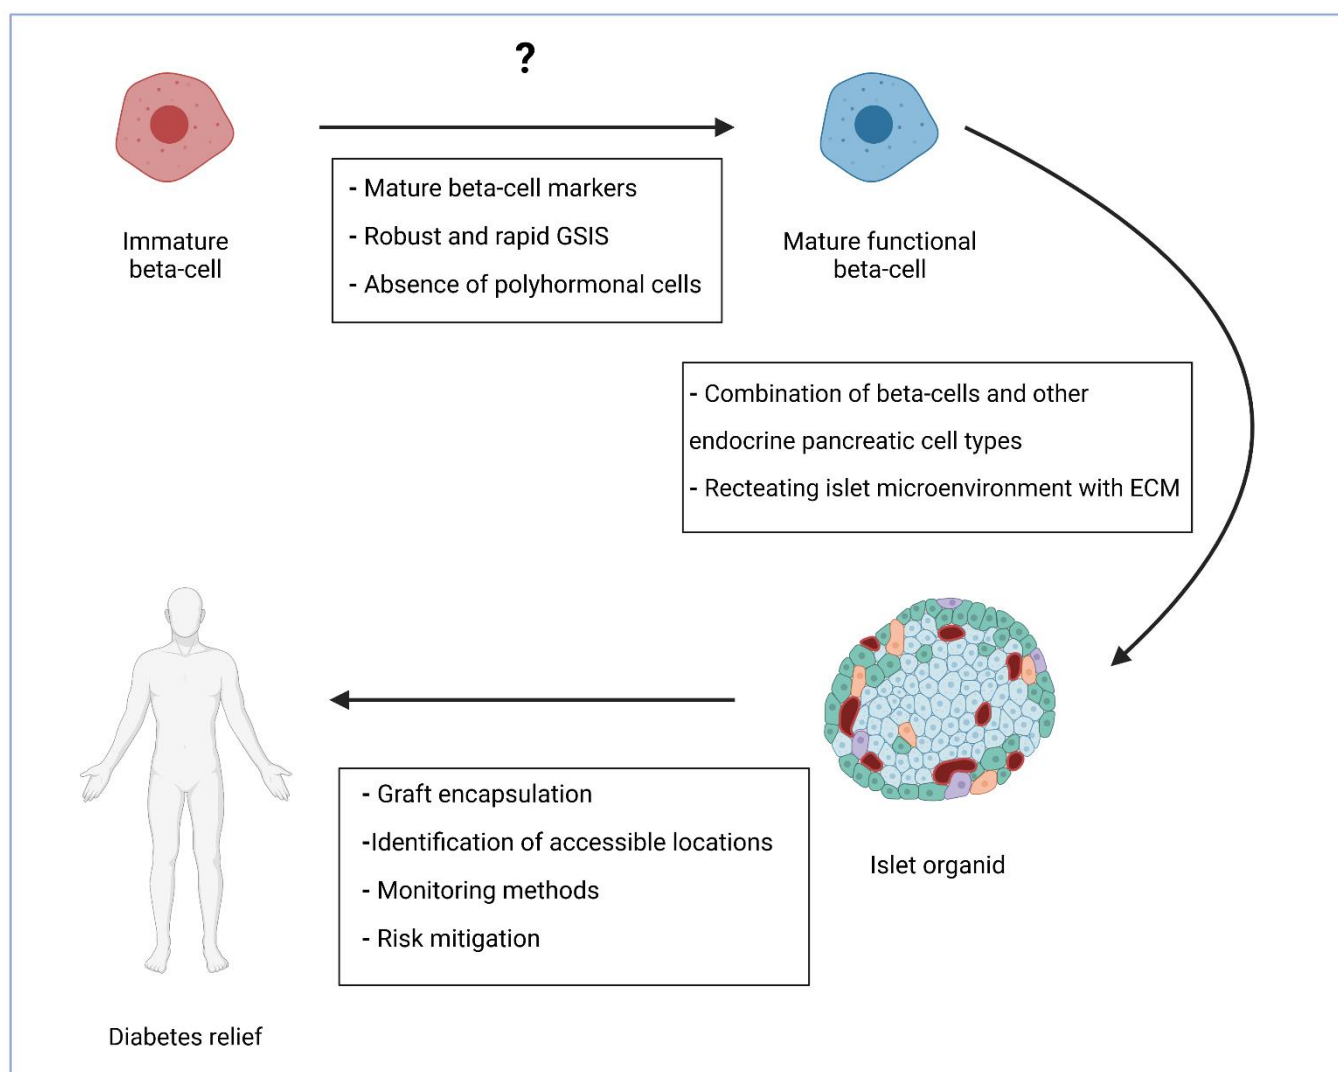 ?
Immature
beta-cell
- Mature beta-cell markers
- Robust and rapid GSIS
- Absence of polyhormonal cells
Mature functional
beta-cell
- Combination of beta-cells and other
endocrine pancreatic cell types
- Recteating islet microenvironment with ECM
Islet organid
- Graft encapsulation
-Identification of accessible locations
- Monitoring methods
- Risk mitigation
Diabetes relief